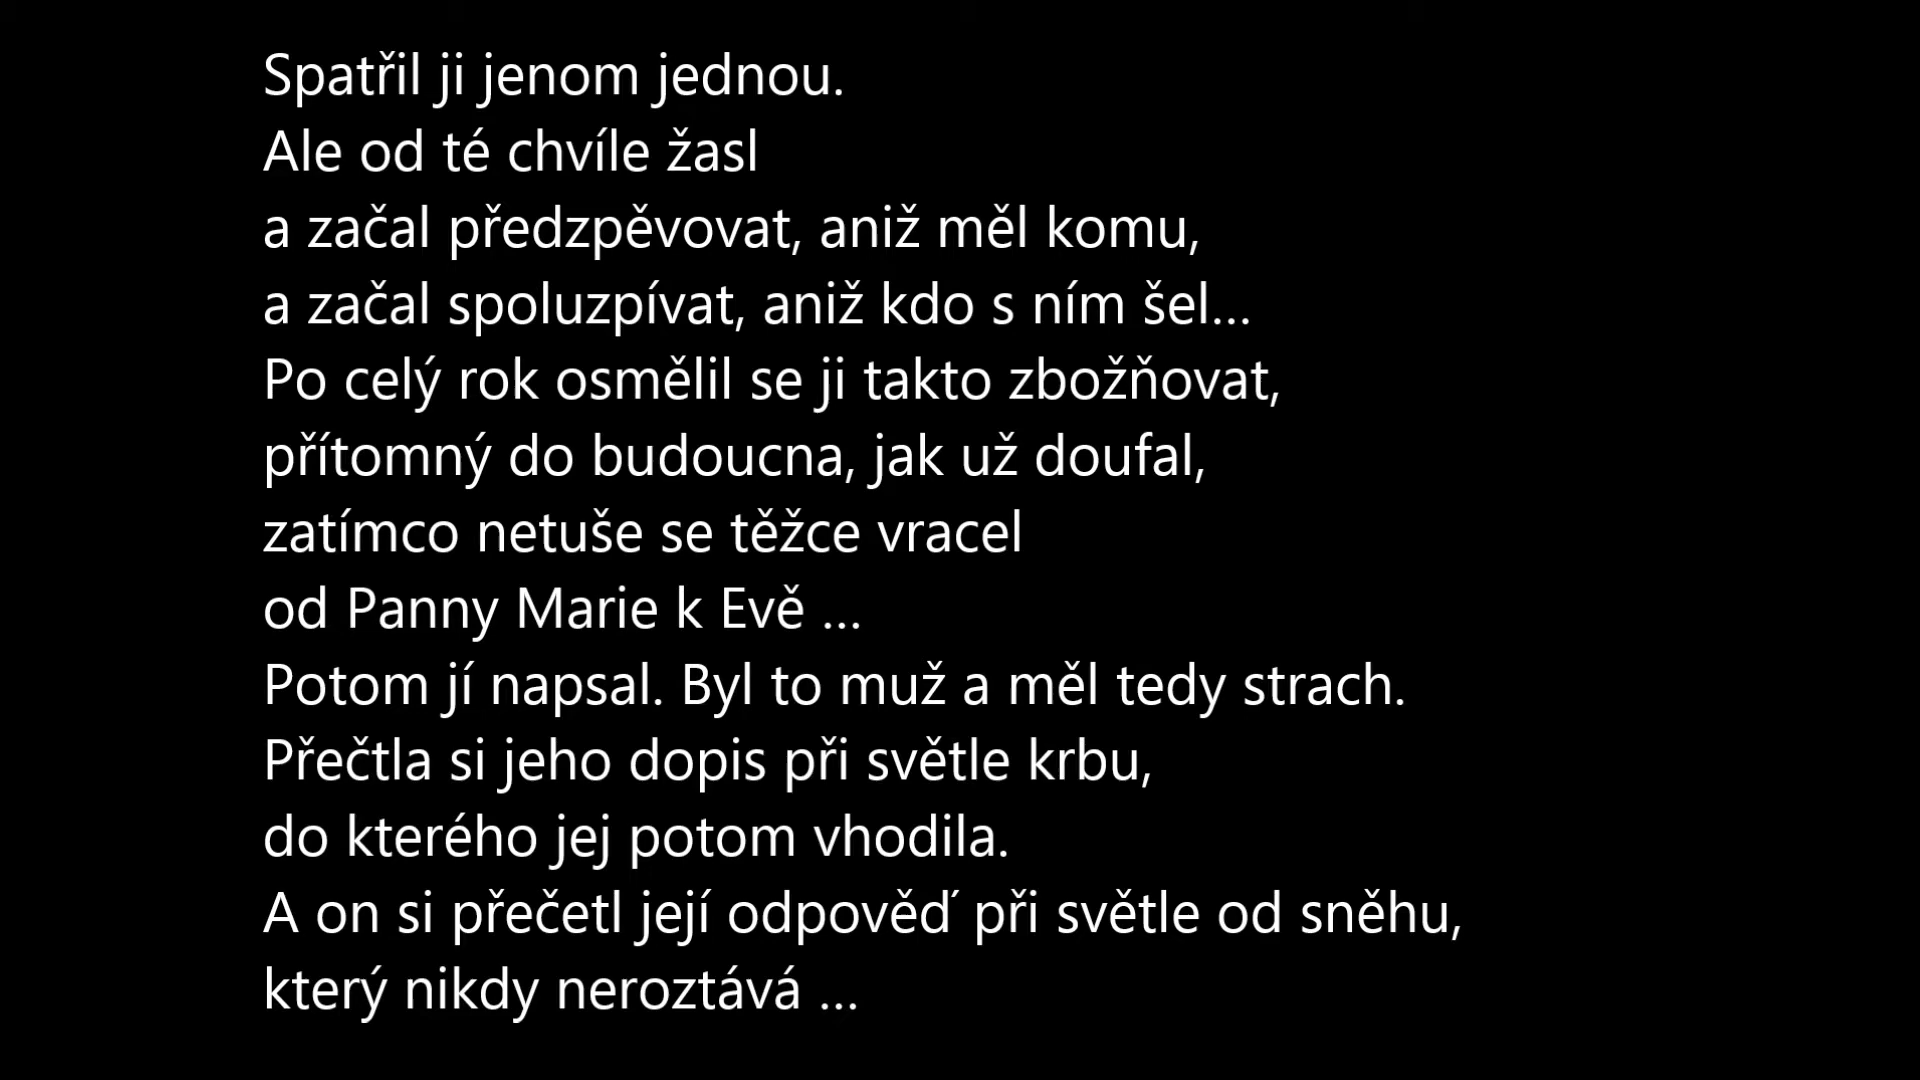 Spatřil ji jenom jednou.
Ale od té chvíle žasl
a začal předzpěvovat, aniž měl komu,
a začal spoluzpívat, aniž kdo s ním šel...
Po celý rok osmělil se ji takto zbožňovat,
přítomný do budoucna, jak už doufal,
zatímco netuše se těžce vracel
od Panny Marie k Evě ...
Potom jí napsal. Byl to muž a měl tedy strach.
Přečtla si jeho dopis při světle krbu,
do kterého jej potom vhodila.
A on si přečetl její odpověď při světle od sněhu,
který nikdy neroztává ...